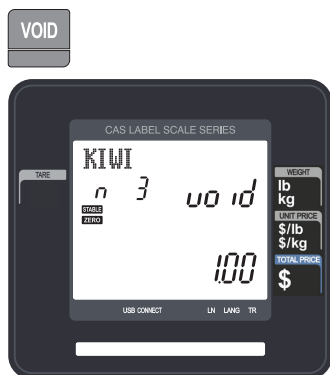 VOID
CAS LABEL SCALE SERIES
KIWI
TARE
n 3 void
STABLE
ZERO
1.00
WEIGHT
lb
kg
UNIT PRICE
$/lb
$/kg
TOTAL PRICE
$
USB CONNECT LN LANG TR